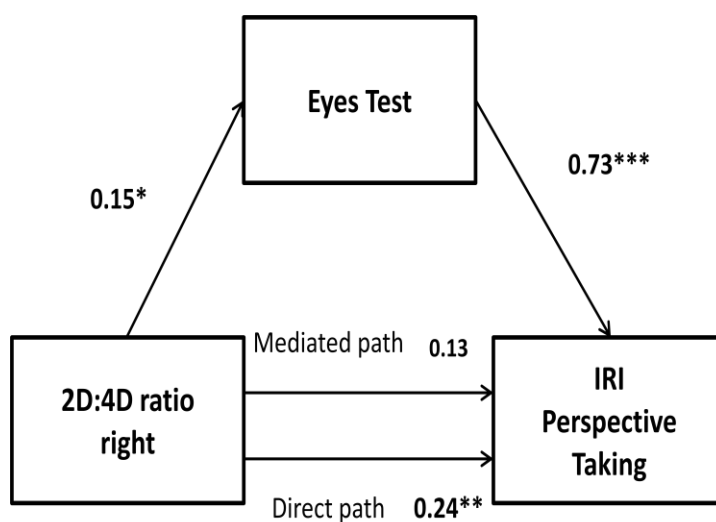 Eyes Test
0.15*
0.73***
Mediated path 0.13
2D:4D ratio
right
IRI
Perspective
Taking
Direct path 0.24**